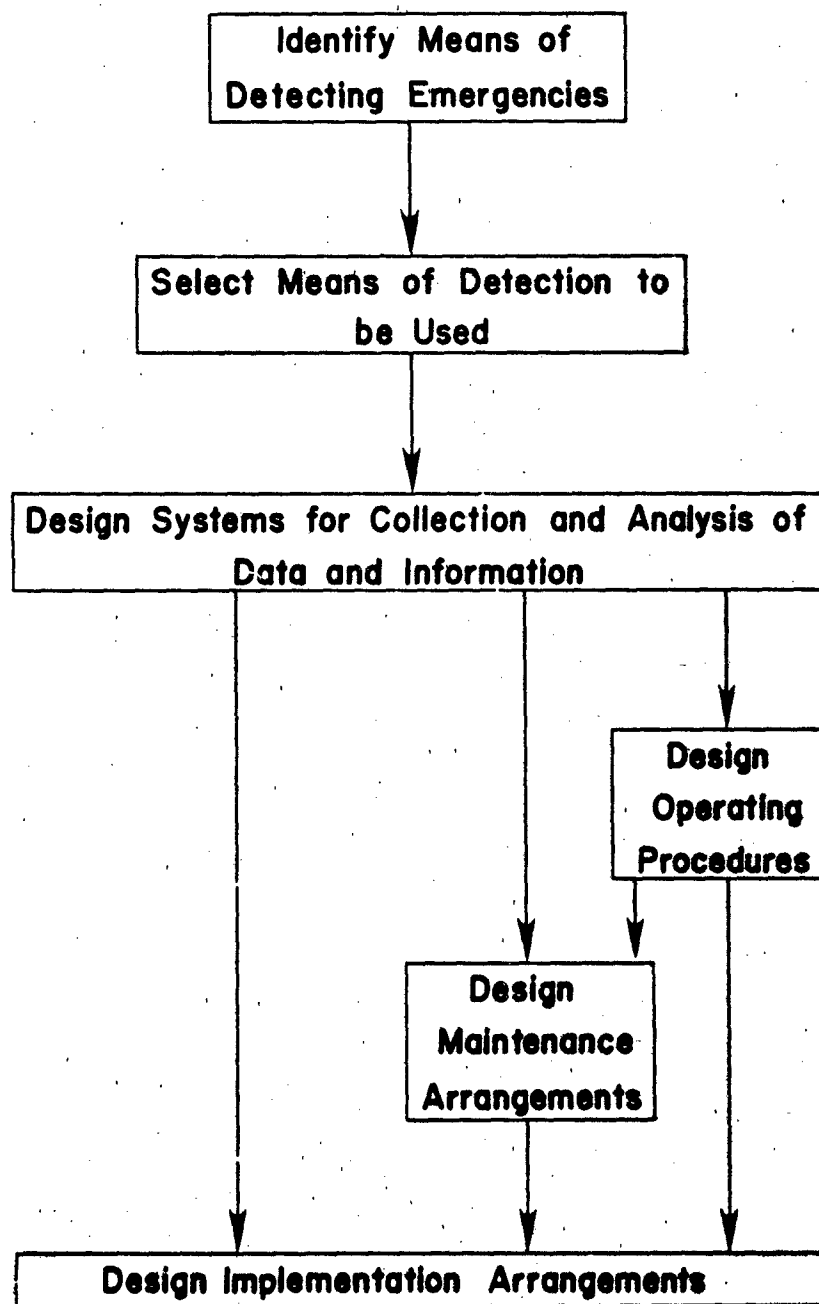 Identify Means of
Detecting Emergencies
Select Means of Detection to
be Used
Design Systems for Collection and Analysis of
Data and Information
Design
Operating
Procedures
Design
Maintenance
Arrangements
Design Implementation Arrangements